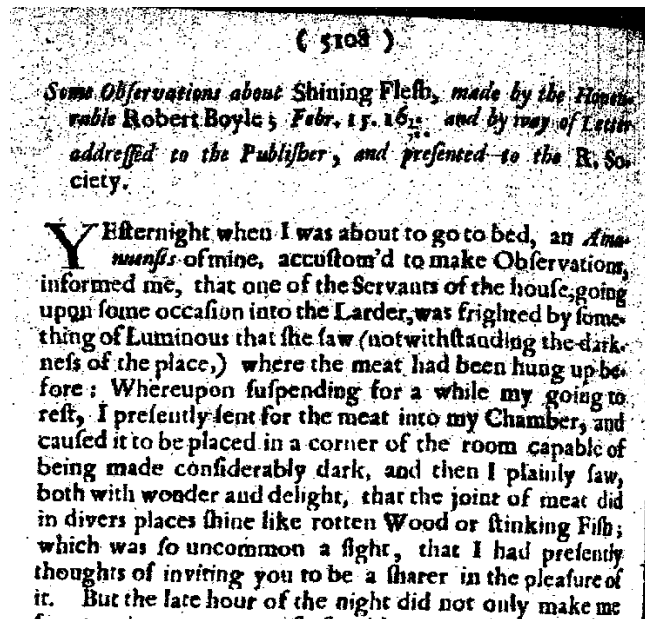 ( 5108 )
Some Obſervations about Shining Fleſh, made by the Honou-
rable Robert Boyle; Febr. 15. 167 and by way of Letter
addreſſed to the Publiſher, and preſented to the R. So-
ciety.
YEſternight when I was about to go to bed, an Ama-
nuenſis of mine, accuſtom'd to make Obſervations,
informed me, that one of the Servants of the houſe, going
upon ſome occaſion into the Larder, was frighted by ſome-
thing of Luminous that ſhe ſaw (notwithſtanding the dark-
neſs of the place,) where the meat had been hung up be-
fore: Whereupon ſuſpending for a while my going to
reſt, I preſently ſent for the meat into my Chamber, and
cauſed it to be placed in a corner of the room capable of
being made conſiderably dark, and then I plainly ſaw,
both with wonder and delight, that the joint of meat did
in divers places ſhine like rotten Wood or ſtinking Fiſh;
which was ſo uncommon a ſight, that I had preſently
thoughts of inviting you to be a ſharer in the pleaſure of
it. But the late hour of the night did not only make me